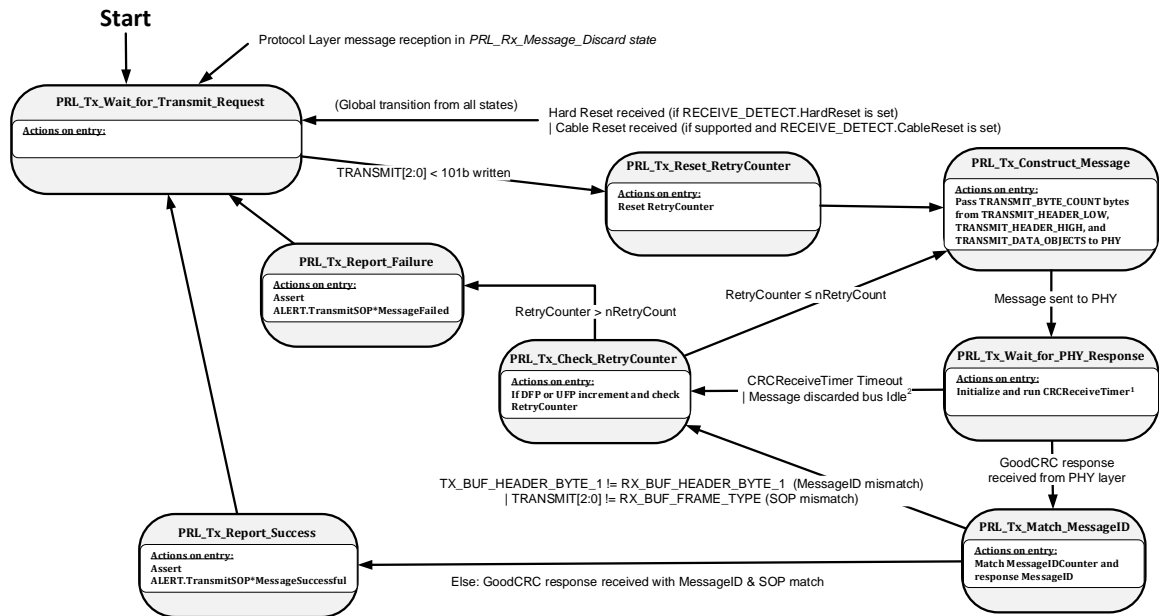 Start
Protocol Layer message reception in PRL_Rx_Message_Discard state
PRL_Tx_Wait_for_Transmit_Request
Actions on entry:
(Global transition from all states)
Hard Reset received (if RECEIVE_DETECT.HardReset is set)
| Cable Reset received (if supported and RECEIVE_DETECT.CableReset is set)
TRANSMIT[2:0] < 101b written
PRL_Tx_Reset_RetryCounter
Actions on entry:
Reset RetryCounter
PRL_Tx_Construct_Message
Actions on entry:
Pass TRANSMIT_BYTE_COUNT bytes
from TRANSMIT_HEADER_LOW,
TRANSMIT_HEADER_HIGH, and
TRANSMIT_DATA_OBJECTS to PHY
PRL_Tx_Report_Failure
Actions on entry:
Assert
ALERT.TransmitSOP*MessageFailed
RetryCounter > nRetryCount
RetryCounter ≤ nRetryCount
Message sent to PHY
PRL_Tx_Check_RetryCounter
Actions on entry:
If DFP or UFP increment and check
RetryCounter
CRCReceiveTimer Timeout
| Message discarded bus Idle²
PRL_Tx_Wait_for_PHY_Response
Actions on entry:
Initialize and run CRCReceiveTimer¹
GoodCRC response
received from PHY layer
TX_BUF_HEADER_BYTE_1 != RX_BUF_HEADER_BYTE_1 (MessageID mismatch)
| TRANSMIT[2:0] != RX_BUF_FRAME_TYPE (SOP mismatch)
PRL_Tx_Report_Success
Actions on entry:
Assert
ALERT.TransmitSOP*MessageSuccessful
PRL_Tx_Match_MessageID
Actions on entry:
Match MessageIDCounter and
response MessageID
Else: GoodCRC response received with MessageID & SOP match